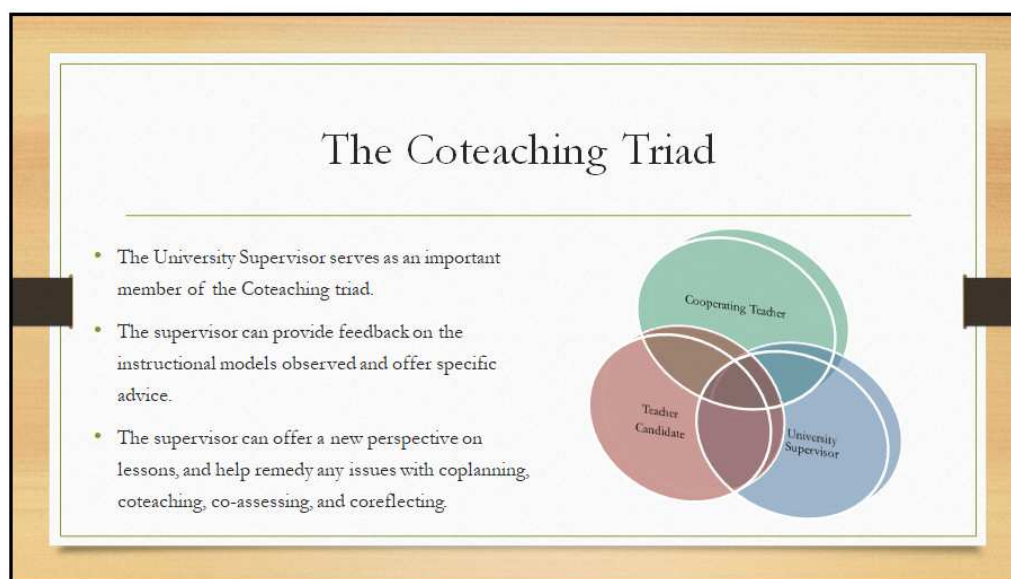 The Coteaching Triad
• The University Supervisor serves as an important
member of the Coteaching triad.
• The supervisor can provide feedback on the
instructional models observed and offer specific
advice.
• The supervisor can offer a new perspective on
lessons, and help remedy any issues with coplanning,
coteaching, co-assessing, and coreflecting.
Cooperating Teacher
Teacher
Candidate
University
Supervisor